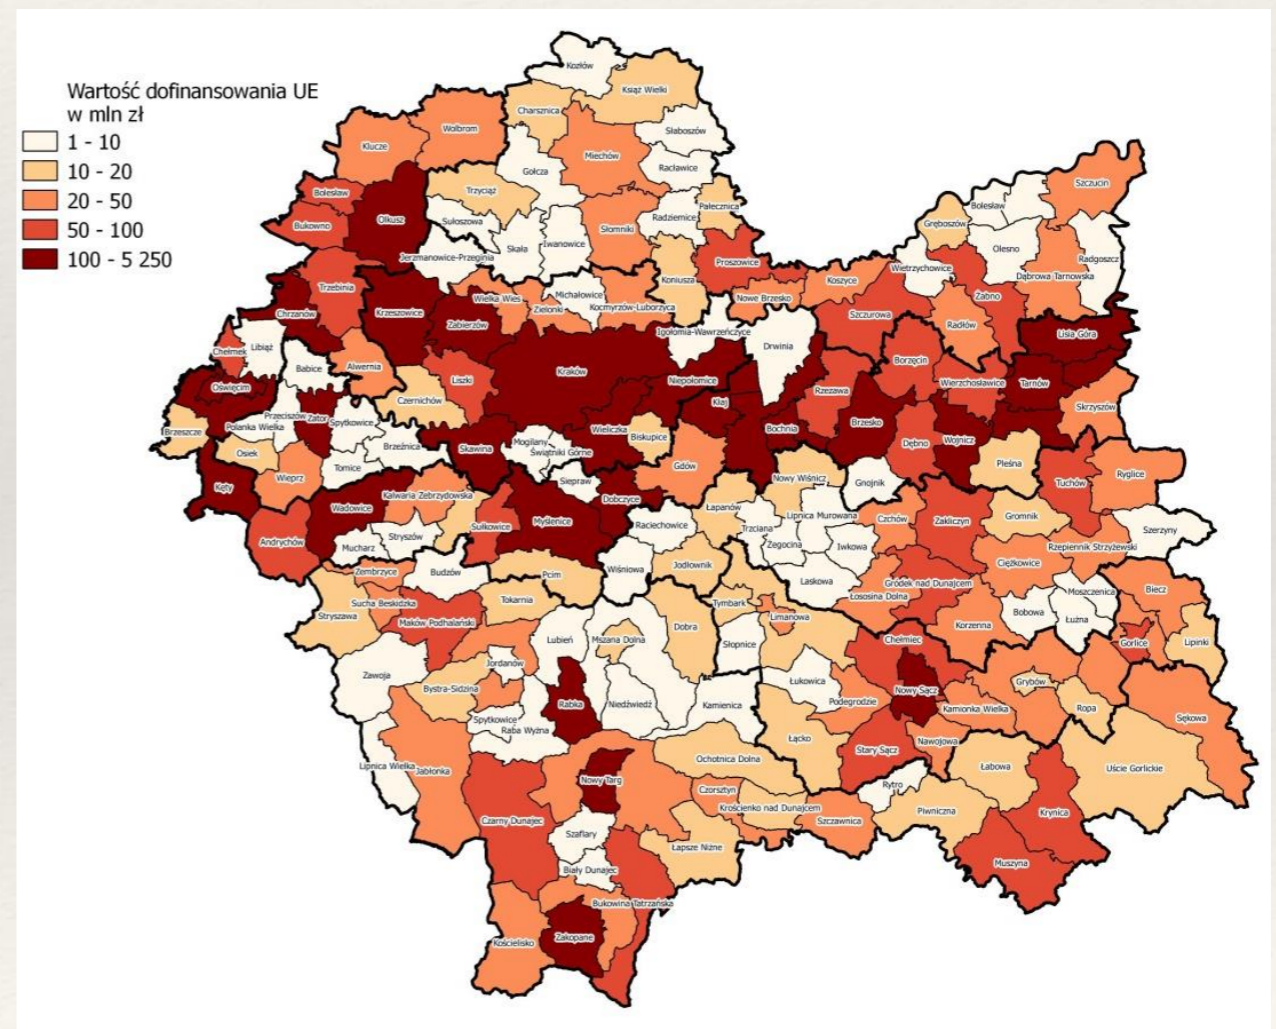 Wartość dofinansowania UE
w mln zł
1 - 10
10 - 20
20 - 50
50 - 100
100 - 5 250
Kozłów
Książ Wielki
Charsznica
Wolbrom
Słaboszów
Klucze
Miechów
Racławice
Gołcza
Szczucin
Bolesław
Trzyciąż
Pałecznica
Bolesław
Olkusz
Sułoszowa
Radziemice
Gręboszów
Bukowno
Słomniki
Skała
Iwanowice
Olesno
Jerzmanowice-Przeginia
Radgoszcz
Proszowice
Wietrzychowice
Koniusza
Koszyce
Dąbrowa Tarnowska
Trzebinia
Michałowice
Wielka Wieś
Nowe Brzesko
Żabno
Zielonki
Kocmyrzów-Luborzyca
Chrzanów
Krzeszowice
Szczurowa
Zabierzów
Radłów
Igołomia-Wawrzeńczyce
Lisia Góra
Libiąż
Drwinia
Chełmek
Borzęcin
Babice
Alwernia
Kraków
Liszki
Niepołomice
Wierzchosławice
Tarnów
Oświęcim
Rzezawa
Czernichów
Kłaj
Skrzyszów
Przeciszów
Zator
Spytkowice
Brzesko
Polanka Wielka
Wieliczka
Bochnia
Brzeszcze
Biskupice
Wojnicz
Mogilany
Dębno
Brzeźnica
Skawina
Świątniki Górne
Osiek
Pleśna
Tomice
Gdów
Wieprz
Ryglice
Nowy Wiśnicz
Siepraw
Gnojnik
Tuchów
Kęty
Kalwaria Zebrzydowska
Dobczyce
Wadowice
Łapanów
Lipnica Murowana
Gromnik
Czchów
Zakliczyn
Myślenice
Raciechowice
Sułkowice
Trzciana
Szerzyny
Stryszów
Andrychów
Żegocina
Iwkowa
Rzepiennik Strzyżewski
Mucharz
Ciężkowice
Jodłownik
Wiśniowa
Zembrzyce
Budzów
Pcim
Laskowa
Gródek nad Dunajcem
Biecz
Moszczenica
Łososina Dolna
Tokarnia
Sucha Beskidzka
Tymbark
Bobowa
Stryszawa
Limanowa
Łużna
Maków Podhalański
Korzenna
Dobra
Lubień
Mszana Dolna
Chełmiec
Gorlice
Lipinki
Słopnice
Jordanów
Zawoja
Łukowica
Grybów
Bystra-Sidzina
Nowy Sącz
Podegrodzie
Rabka
Niedźwiedź
Kamienica
Kamionka Wielka
Ropa
Spytkowice
Sękowa
Raba Wyżna
Łącko
Nawojowa
Stary Sącz
Ochotnica Dolna
Lipnica Wielka
Jabłonka
Łabowa
Uście Gorlickie
Nowy Targ
Rytro
Czorsztyn
Krościenko nad Dunajcem
Piwniczna
Krynica
Czarny Dunajec
Szczawnica
Szaflary
Łapsze Niżne
Muszyna
Biały Dunajec
Bukowina Tatrzańska
Zakopane
Kościelisko